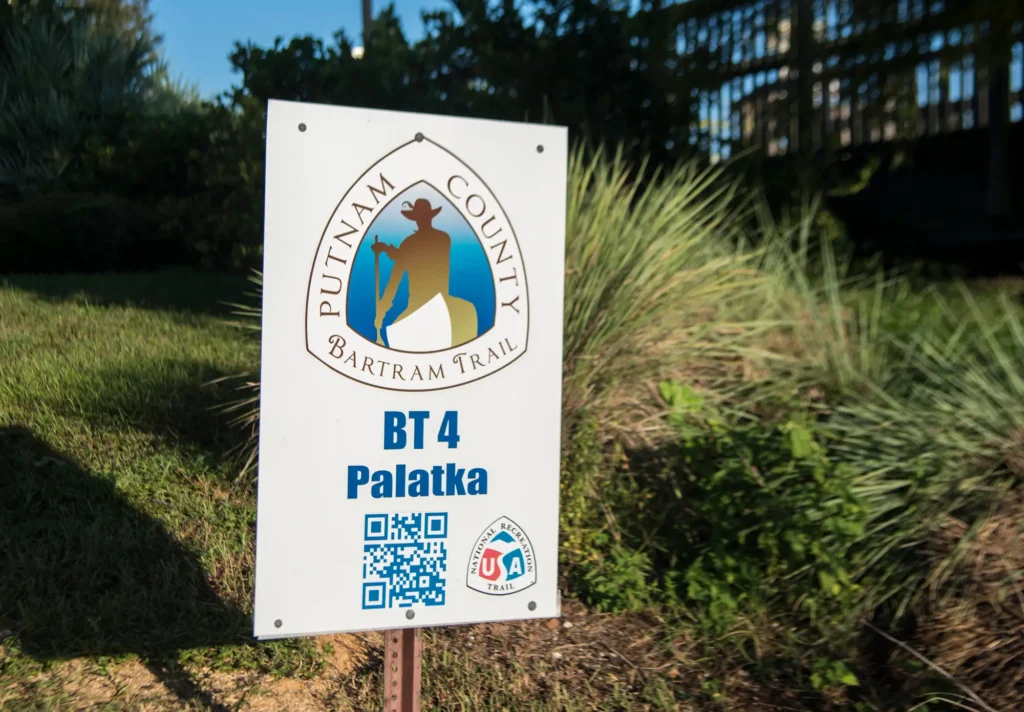 PUTNAM COUNTY
BARTRAM TRAIL
BT 4
Palatka
NATIONAL RECREATION
USA
TRAIL